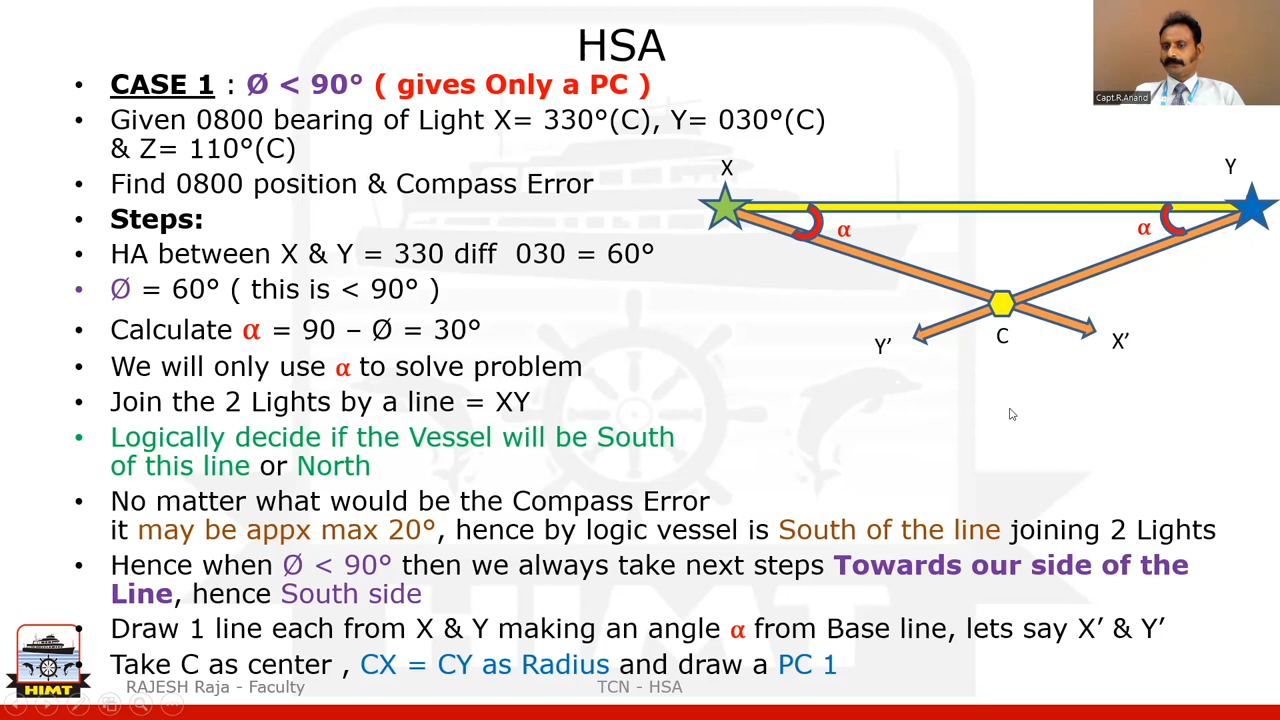 HSA
Capt.R.Anand
• CASE 1 : Ø < 90° ( gives Only a PC )
• Given 0800 bearing of Light X= 330°(C), Y= 030°(C)
& Z= 110°(C)
• Find 0800 position & Compass Error
• Steps:
• HA between X & Y = 330 diff 030 = 60°
• Ø = 60° ( this is < 90° )
• Calculate α = 90 – Ø = 30°
• We will only use α to solve problem
• Join the 2 Lights by a line = XY
• Logically decide if the Vessel will be South
of this line or North
• No matter what would be the Compass Error
it may be appx max 20°, hence by logic vessel is South of the line joining 2 Lights
• Hence when Ø < 90° then we always take next steps Towards our side of the
Line, hence South side
• Draw 1 line each from X & Y making an angle α from Base line, lets say X’ & Y’
• Take C as center , CX = CY as Radius and draw a PC 1
X
Y
α
α
Y’
C
X’
HIMT
HIMT
RAJESH Raja - Faculty
TCN - HSA